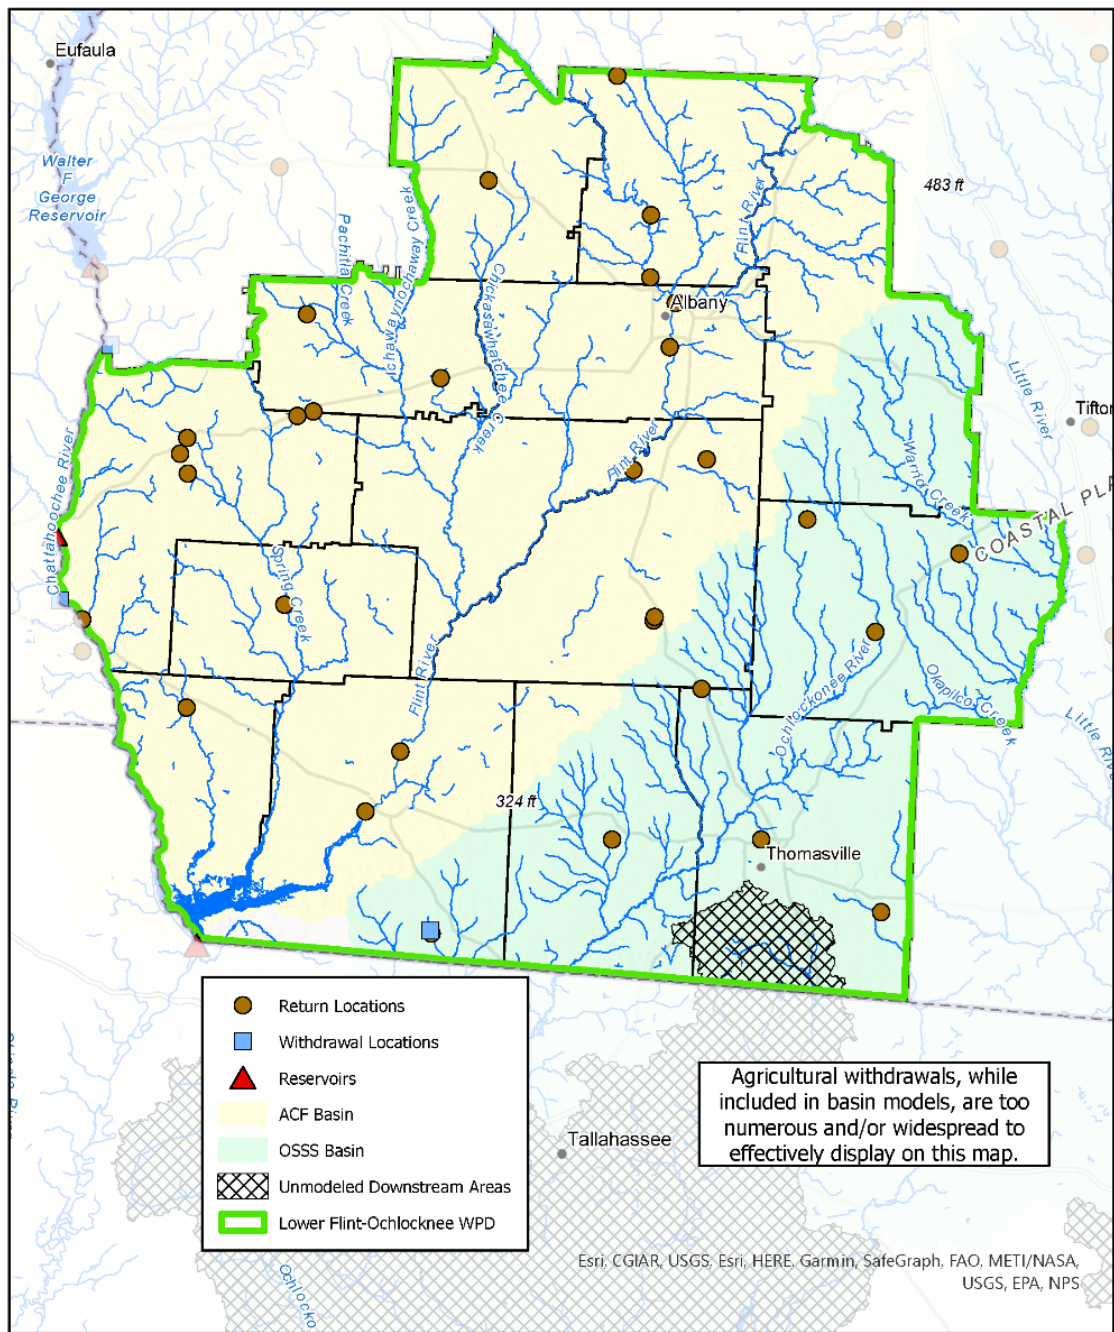 Eufaula
Walter
F
George
Reservoir
483 ft
Flint River
Pachitla Creek
Ichawaynochaway Creek
Chickasawhatchee Creek
Creek
Albany
Little River
Tifton
Flint River
Warrior Creek
COASTAL PLA
Chattahoochee River
Spring Creek
Flint River
Ochlockonee River
Okapilco Creek
Little Rive
324 ft
Thomasville
Return Locations
Withdrawal Locations
Reservoirs
ACF Basin
OSSS Basin
Unmodeled Downstream Areas
Lower Flint-Ochlocknee WPD
Agricultural withdrawals, while
included in basin models, are too
numerous and/or widespread to
effectively display on this map.
Tallahassee
Ochlocko
Esri, CGIAR, USGS, Esri, HERE, Garmin, SafeGraph, FAO, METI/NASA,
USGS, EPA, NPS